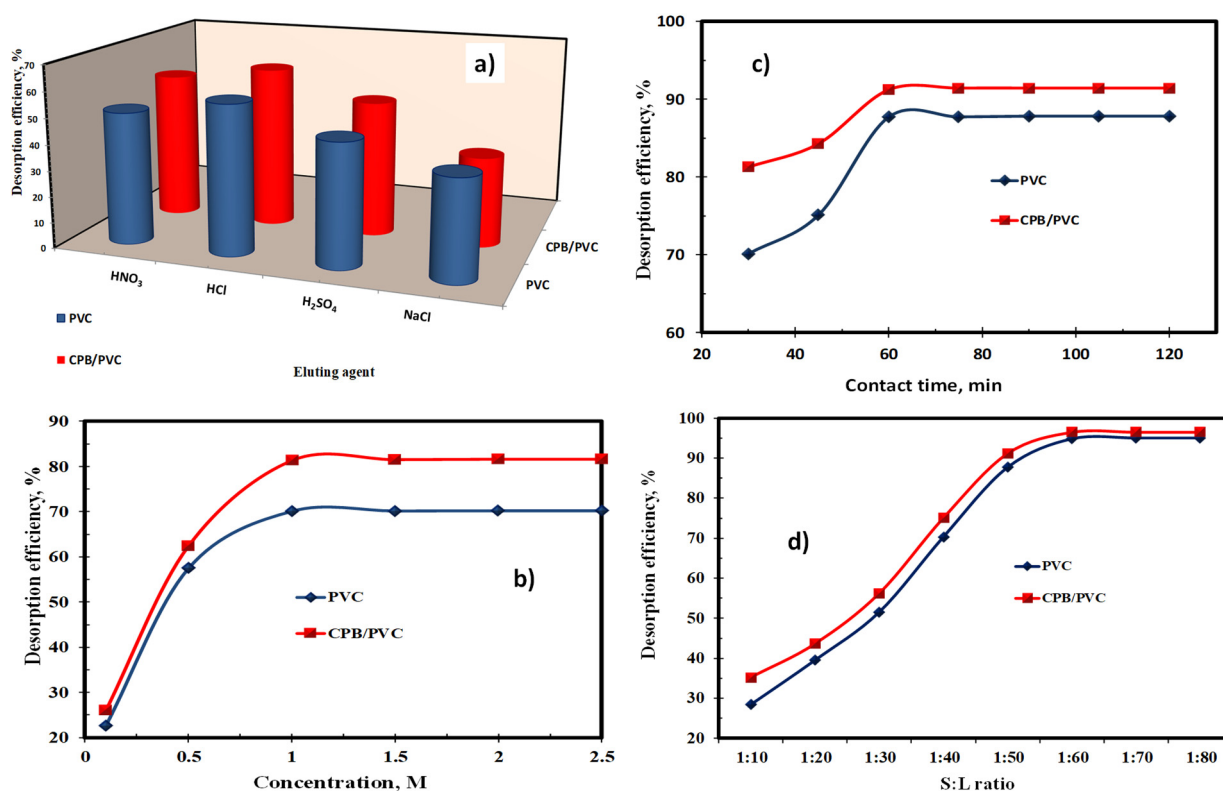 a)
Desorption efficiency, %
70
60
50
40
30
20
10
0
HNO3
HCl
H2SO4
NaCl
PVC
CPB/PVC
PVC
CPB/PVC
Eluting agent
c)
Desorption efficiency, %
100
90
80
70
60
20
40
60
80
100
120
PVC
CPB/PVC
Contact time, min
b)
Desorption efficiency, %
90
80
70
60
50
40
30
20
0
0.5
1
1.5
2
2.5
PVC
CPB/PVC
Concentration, M
d)
Desorption efficiency, %
100
90
80
70
60
50
40
30
20
1:10
1:20
1:30
1:40
1:50
1:60
1:70
1:80
PVC
CPB/PVC
S:L ratio